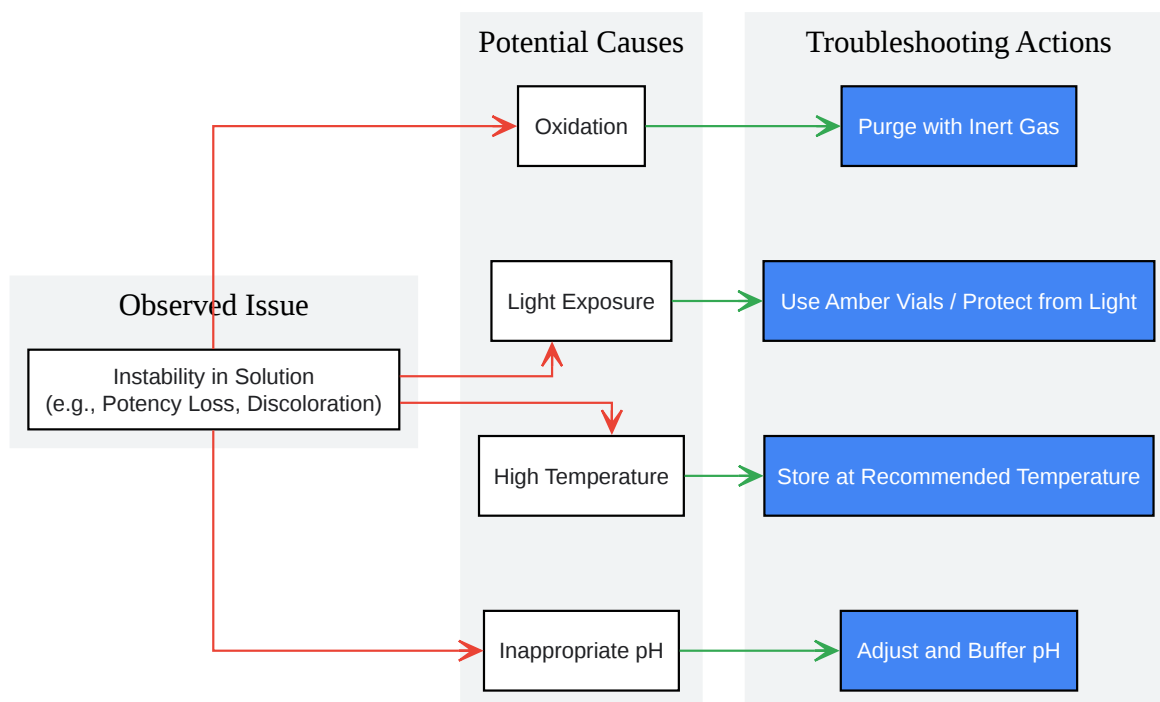 Potential Causes
Troubleshooting Actions
Oxidation
Purge with Inert Gas
Observed Issue
Light Exposure
Use Amber Vials / Protect from Light
Instability in Solution
(e.g., Potency Loss, Discoloration)
High Temperature
Store at Recommended Temperature
Inappropriate pH
Adjust and Buffer pH